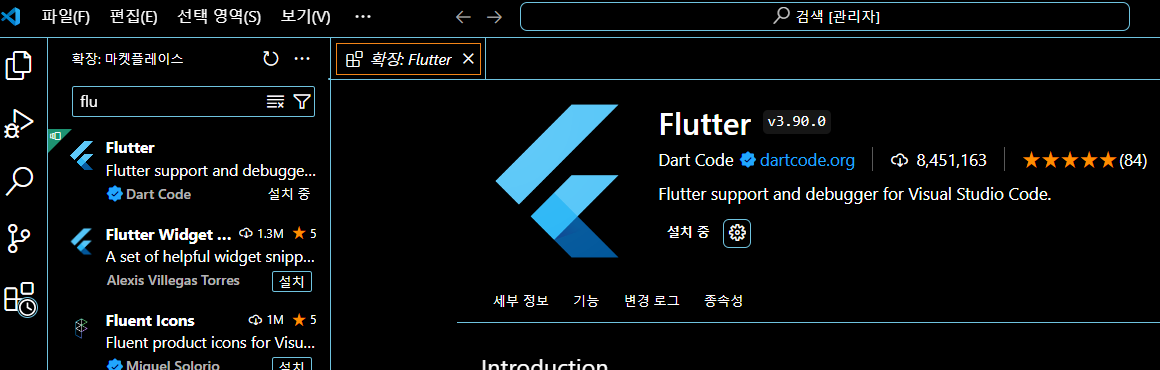 파일(F) 편집(E) 선택 영역(S) 보기(V) ··· 검색 [관리자]
확장: 마켓플레이스
flu
Flutter
Flutter support and debugge...
Dart Code 설치 중
Flutter Widget ... 1.3M ★ 5
A set of helpful widget snipp...
Alexis Villegas Torres 설치
Fluent Icons 1M ★ 5
Fluent product icons for Visu...
Miguel Solorio 설치
확장: Flutter
Flutter v3.90.0
Dart Code dartcode.org 8,451,163 ★★★★★(84)
Flutter support and debugger for Visual Studio Code.
설치 중
세부 정보 기능 변경 로그 종속성
Introduction